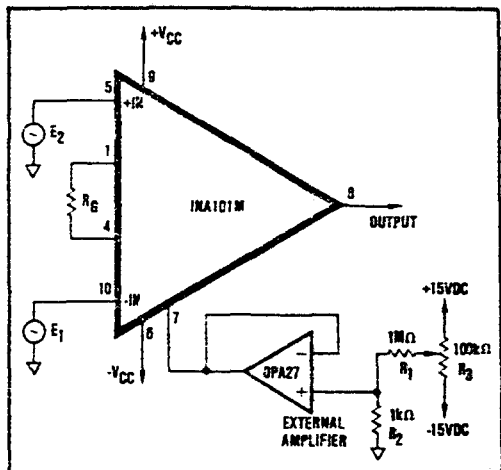 +VCC
9
5
+IN
E2
1
RG
4
INA101M
8
OUTPUT
10
-IN
E1
6
7
-VCC
+15VDC
1MΩ
100kΩ
R1
R3
-
OPA27
+
1kΩ
R2
-15VDC
EXTERNAL
AMPLIFIER